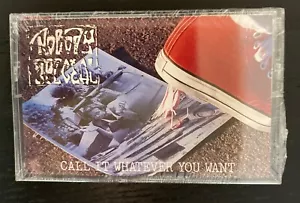 NOBODY
SPECIAL
CALL IT WHATEVER YOU WANT